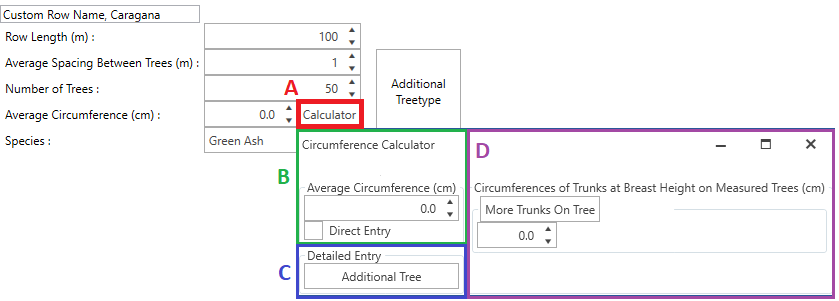 Custom Row Name, Caragana
Row Length (m) : 100
Average Spacing Between Trees (m) : 1
Number of Trees : 50
A
Additional
Treetype
Average Circumference (cm) : 0.0 Calculator
Species : Green Ash
B
Circumference Calculator
Average Circumference (cm)
0.0
Direct Entry
C
Detailed Entry
Additional Tree
D
Circumferences of Trunks at Breast Height on Measured Trees (cm)
More Trunks On Tree
0.0